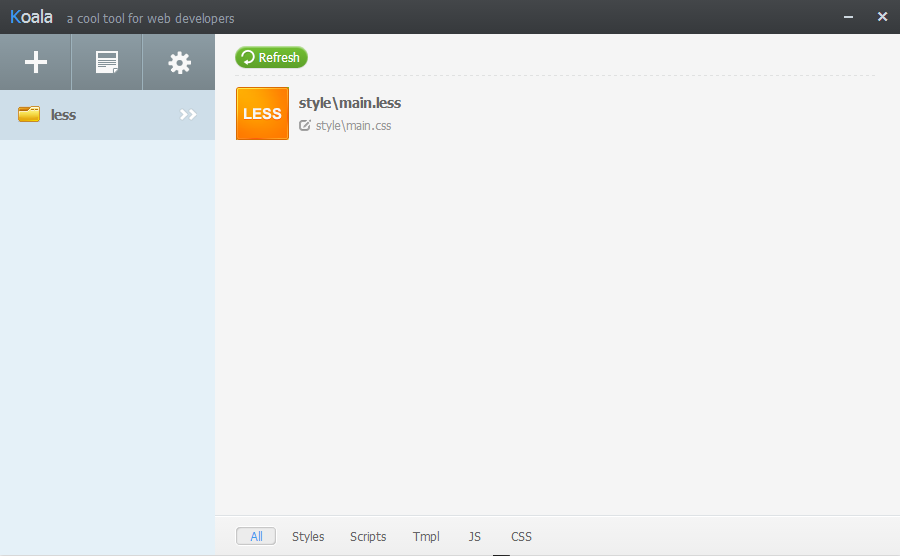 Koala a cool tool for web developers
less
Refresh
LESS
style\main.less
style\main.css
All Styles Scripts Tmpl JS CSS